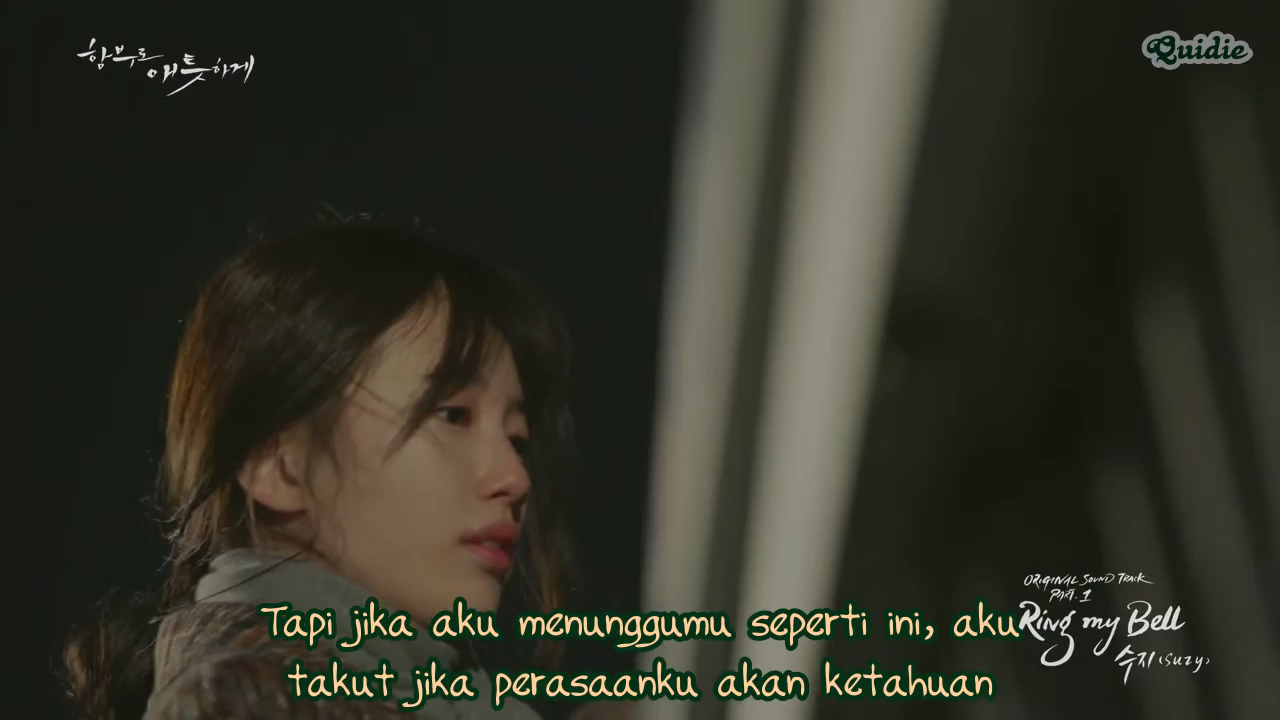 함부로
애틋하게
Quidie
ORIGINAL SOUND TRACK
PART.1
Ring my Bell
수지(SUZY)
Tapi jika aku menunggumu seperti ini, aku
takut jika perasaanku akan ketahuan